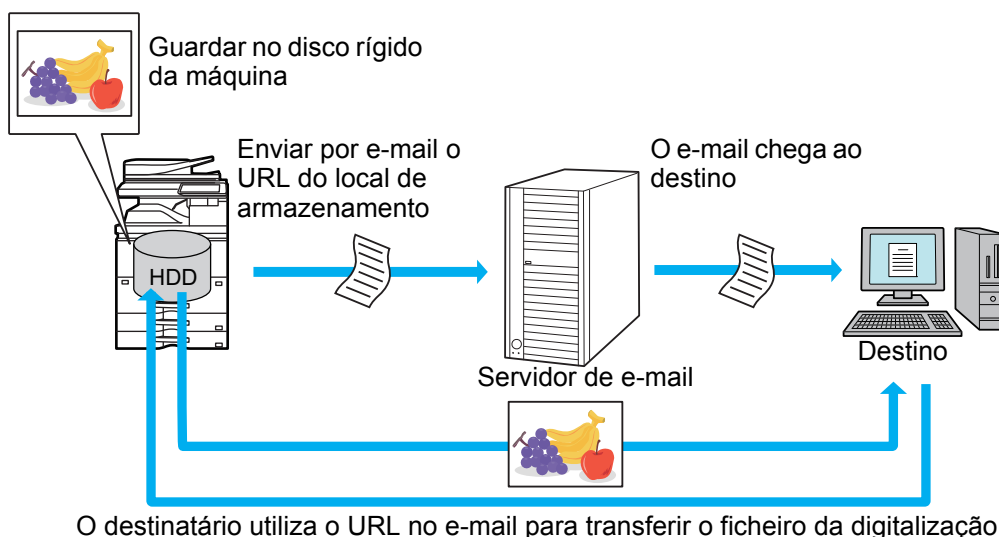 Guardar no disco rígido
da máquina
Enviar por e-mail o
URL do local de
armazenamento
O e-mail chega ao
destino
HDD
Servidor de e-mail
Destino
O destinatário utiliza o URL no e-mail para transferir o ficheiro da digitalização